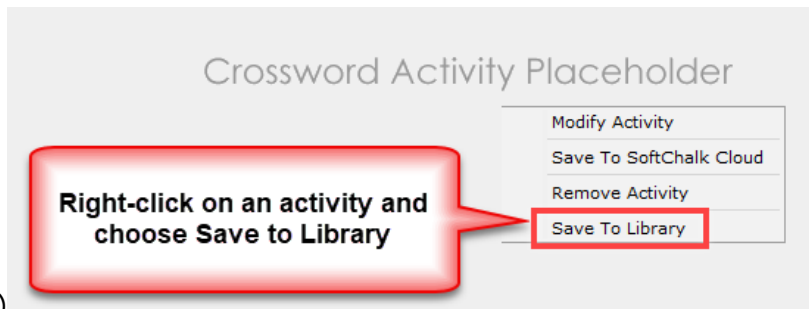 Crossword Activity Placeholder
Modify Activity
Save To SoftChalk Cloud
Remove Activity
Save To Library
Right-click on an activity and
choose Save to Library
)